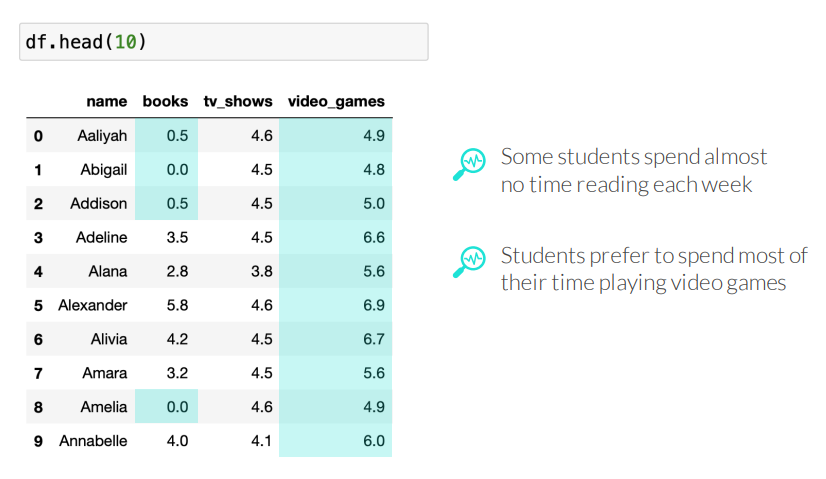 df.head(10)
name books tv_shows video_games
0 Aaliyah 0.5 4.6 4.9
1 Abigail 0.0 4.5 4.8
2 Addison 0.5 4.5 5.0
3 Adeline 3.5 4.5 6.6
4 Alana 2.8 3.8 5.6
5 Alexander 5.8 4.6 6.9
6 Alivia 4.2 4.5 6.7
7 Amara 3.2 4.5 5.6
8 Amelia 0.0 4.6 4.9
9 Annabelle 4.0 4.1 6.0
Some students spend almost
no time reading each week
Students prefer to spend most of
their time playing video games